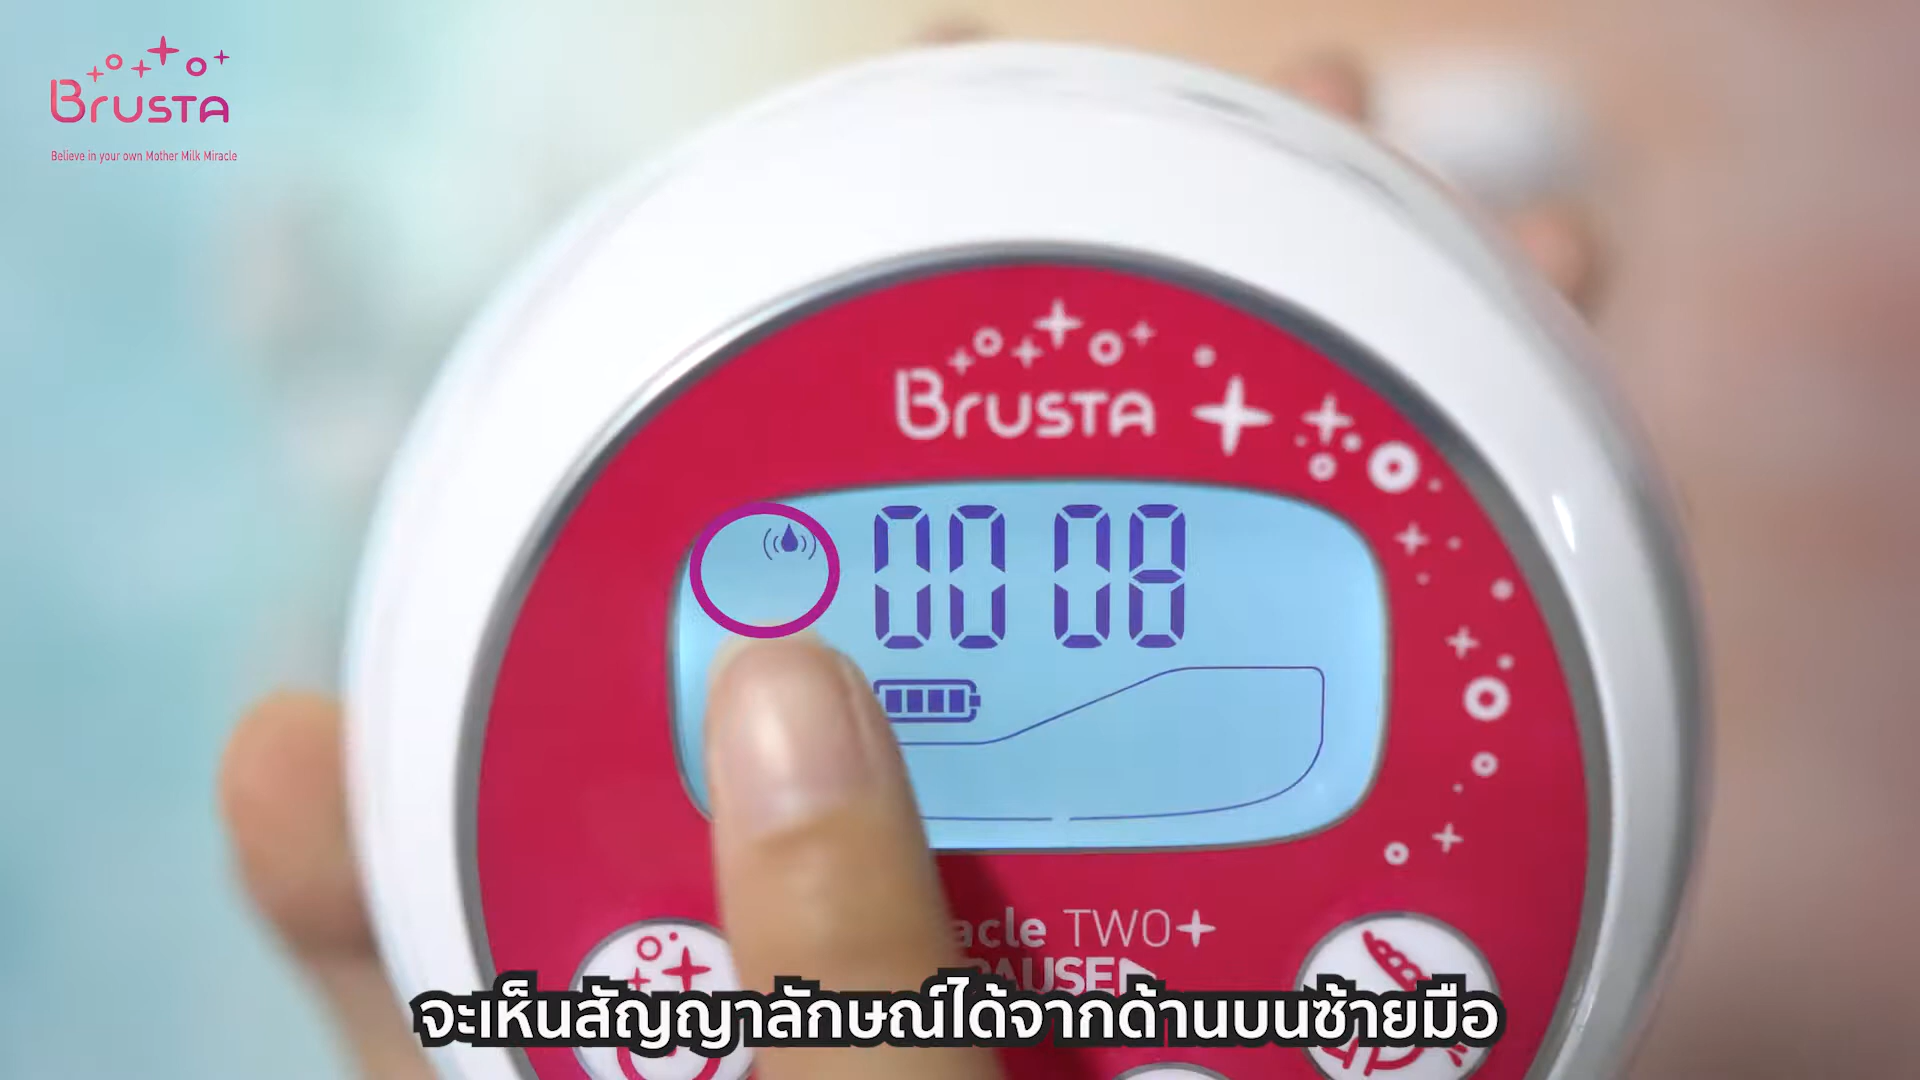 BrUSTA
Believe in your own Mother Milk Miracle
BrUSTA
00 08
acle TWO+
PAUSE
จะเห็นสัญญาลักษณ์ได้จากด้านบนซ้ายมือ